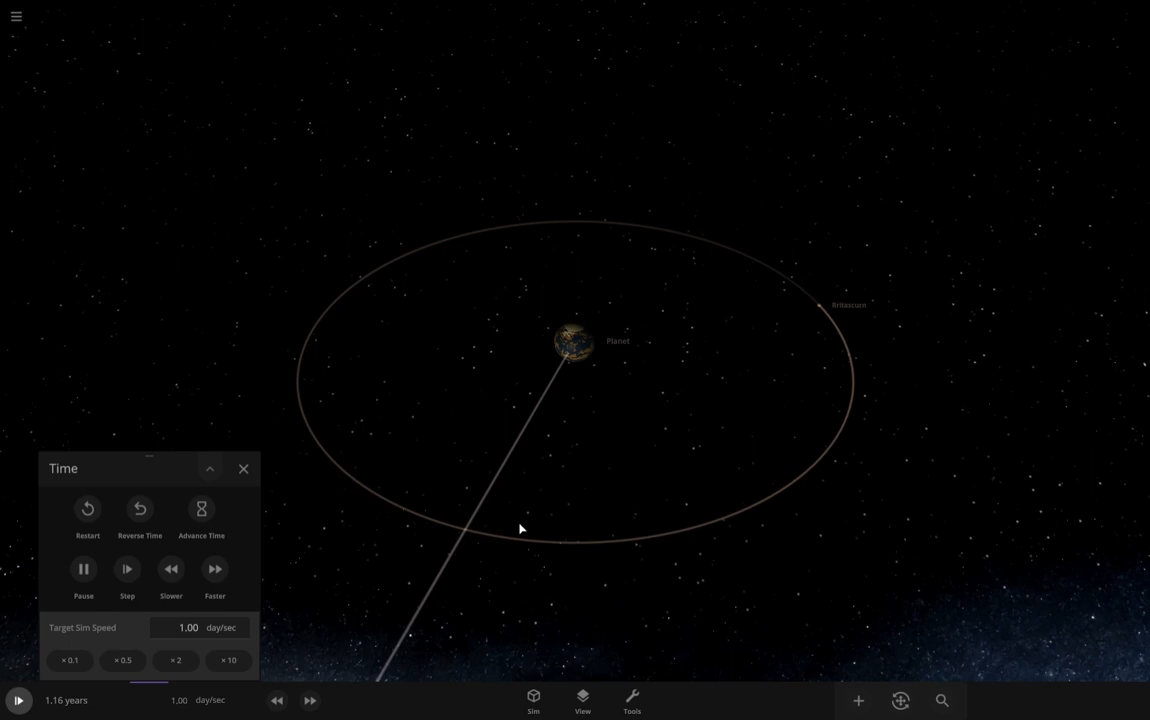 Rritascurn
Planet
Time
Restart
Reverse Time
Advance Time
Pause
Step
Slower
Faster
Target Sim Speed
1.00 day/sec
× 0.1
× 0.5
× 2
× 10
1.16 years
1.00 day/sec
Sim
View
Tools